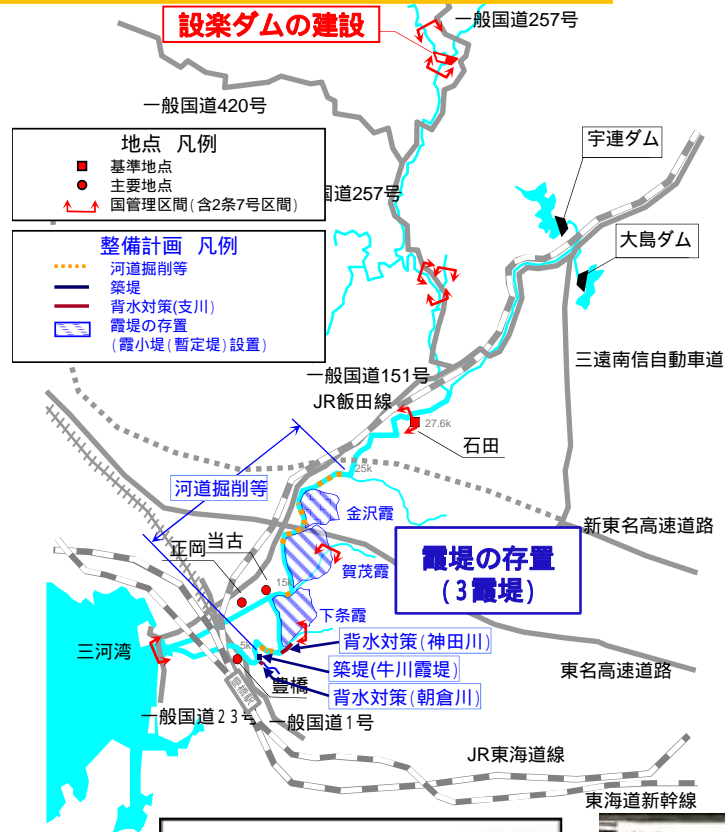 設楽ダムの建設
一般国道257号
一般国道420号
宇連ダム
地点 凡例
基準地点
主要地点
国管理区間(含2条7号区間)
国道257号
大島ダム
整備計画 凡例
河道掘削等
築堤
背水対策(支川)
霞堤の存置
(霞小堤(暫定堤)設置)
三遠南信自動車道
一般国道151号
JR飯田線
27.6k
石田
25k
河道掘削等
金沢霞
新東名高速道路
霞堤の存置
(3霞堤)
当古
正岡
賀茂霞
15k
下条霞
三河湾
5k
背水対策(神田川)
築堤(牛川霞堤)
東名高速道路
豊橋
背水対策(朝倉川)
豊橋駅
一般国道23号
一般国道1号
JR東海道線
東海道新幹線